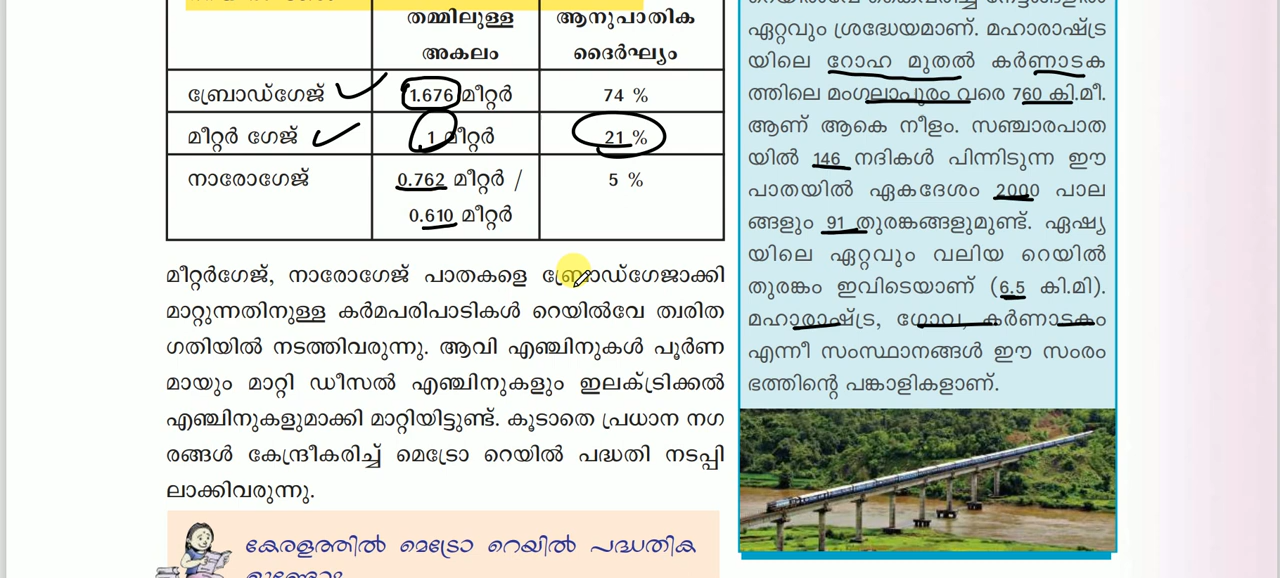 തമ്മിലുള്ള
അകലം
ആനുപാതിക
ദൈർഘ്യം
ബ്രോഡ്ഗേജ്
1.676 മീറ്റർ
74 %
മീറ്റർ ഗേജ്
1 മീറ്റർ
21 %
നാരോഗേജ്
0.762 മീറ്റർ /
0.610 മീറ്റർ
5 %
മീറ്റർഗേജ്, നാരോഗേജ് പാതകളെ ബ്രോഡ്ഗേജാക്കി
മാറ്റുന്നതിനുള്ള കർമപരിപാടികൾ റെയിൽവേ ത്വരിത
ഗതിയിൽ നടത്തിവരുന്നു. ആവി എഞ്ചിനുകൾ പൂർണ
മായും മാറ്റി ഡീസൽ എഞ്ചിനുകളും ഇലക്ട്രിക്കൽ
എഞ്ചിനുകളുമാക്കി മാറ്റിയിട്ടുണ്ട്. കൂടാതെ പ്രധാന നഗ
രങ്ങൾ കേന്ദ്രീകരിച്ച് മെട്രോ റെയിൽ പദ്ധതി നടപ്പി
ലാക്കിവരുന്നു.
കേരളത്തിൽ മെട്രോ റെയിൽ പദ്ധതിക
റെയിൽവേ കൈവരിച്ച നേട്ടങ്ങളിൽ
ഏറ്റവും ശ്രദ്ധേയമാണ്. മഹാരാഷ്ട്ര
യിലെ റോഹ മുതൽ കർണാടക
ത്തിലെ മംഗലാപുരം വരെ 760 കി.മീ.
ആണ് ആകെ നീളം. സഞ്ചാരപാത
യിൽ 146 നദികൾ പിന്നിടുന്ന ഈ
പാതയിൽ ഏകദേശം 2000 പാല
ങ്ങളും 91 തുരങ്കങ്ങളുമുണ്ട്. ഏഷ്യ
യിലെ ഏറ്റവും വലിയ റെയിൽ
തുരങ്കം ഇവിടെയാണ് (6.5 കി.മി).
മഹാരാഷ്ട്ര, ഗോവ, കർണാടകം
എന്നീ സംസ്ഥാനങ്ങൾ ഈ സംരം
ഭത്തിന്റെ പങ്കാളികളാണ്.